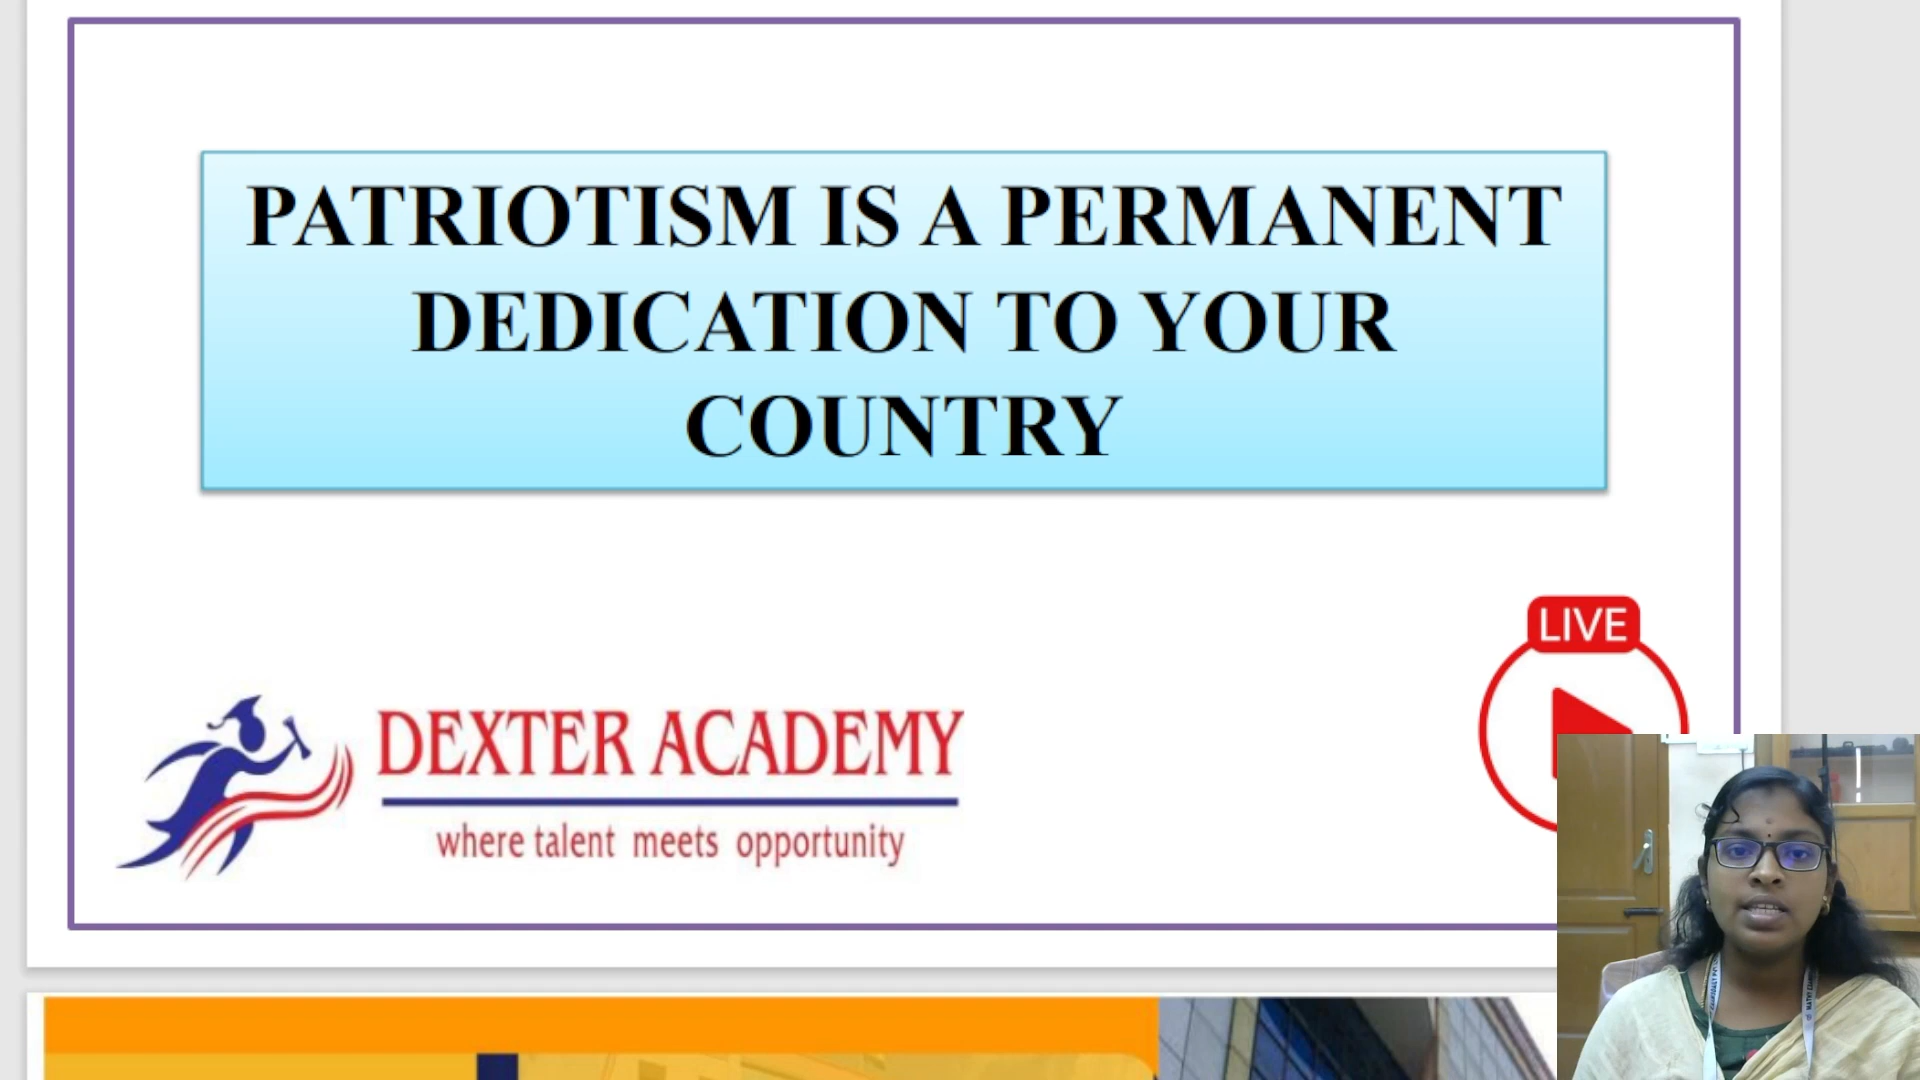 PATRIOTISM IS A PERMANENT
DEDICATION TO YOUR
COUNTRY
LIVE
DEXTER ACADEMY
where talent meets opportunity